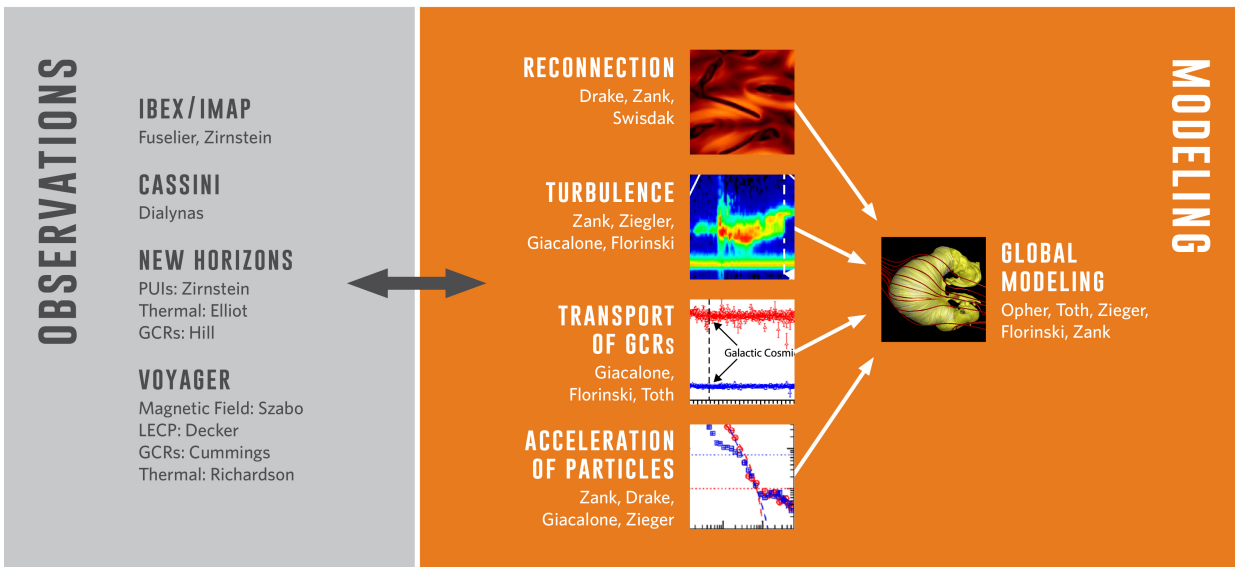 OBSERVATIONS
IBEX/IMAP
Fuselier, Zirnstein
CASSINI
Dialynas
NEW HORIZONS
PUIs: Zirnstein
Thermal: Elliot
GCRs: Hill
VOYAGER
Magnetic Field: Szabo
LECP: Decker
GCRs: Cummings
Thermal: Richardson
MODELING
RECONNECTION
Drake, Zank,
Swisdak
TURBULENCE
Zank, Ziegler,
Giacalone, Florinski
TRANSPORT
OF GCRs
Giacalone,
Florinski, Toth
Galactic Cosmi
ACCELERATION
OF PARTICLES
Zank, Drake,
Giacalone, Zieger
GLOBAL
MODELING
Opher, Toth, Zieger,
Florinski, Zank